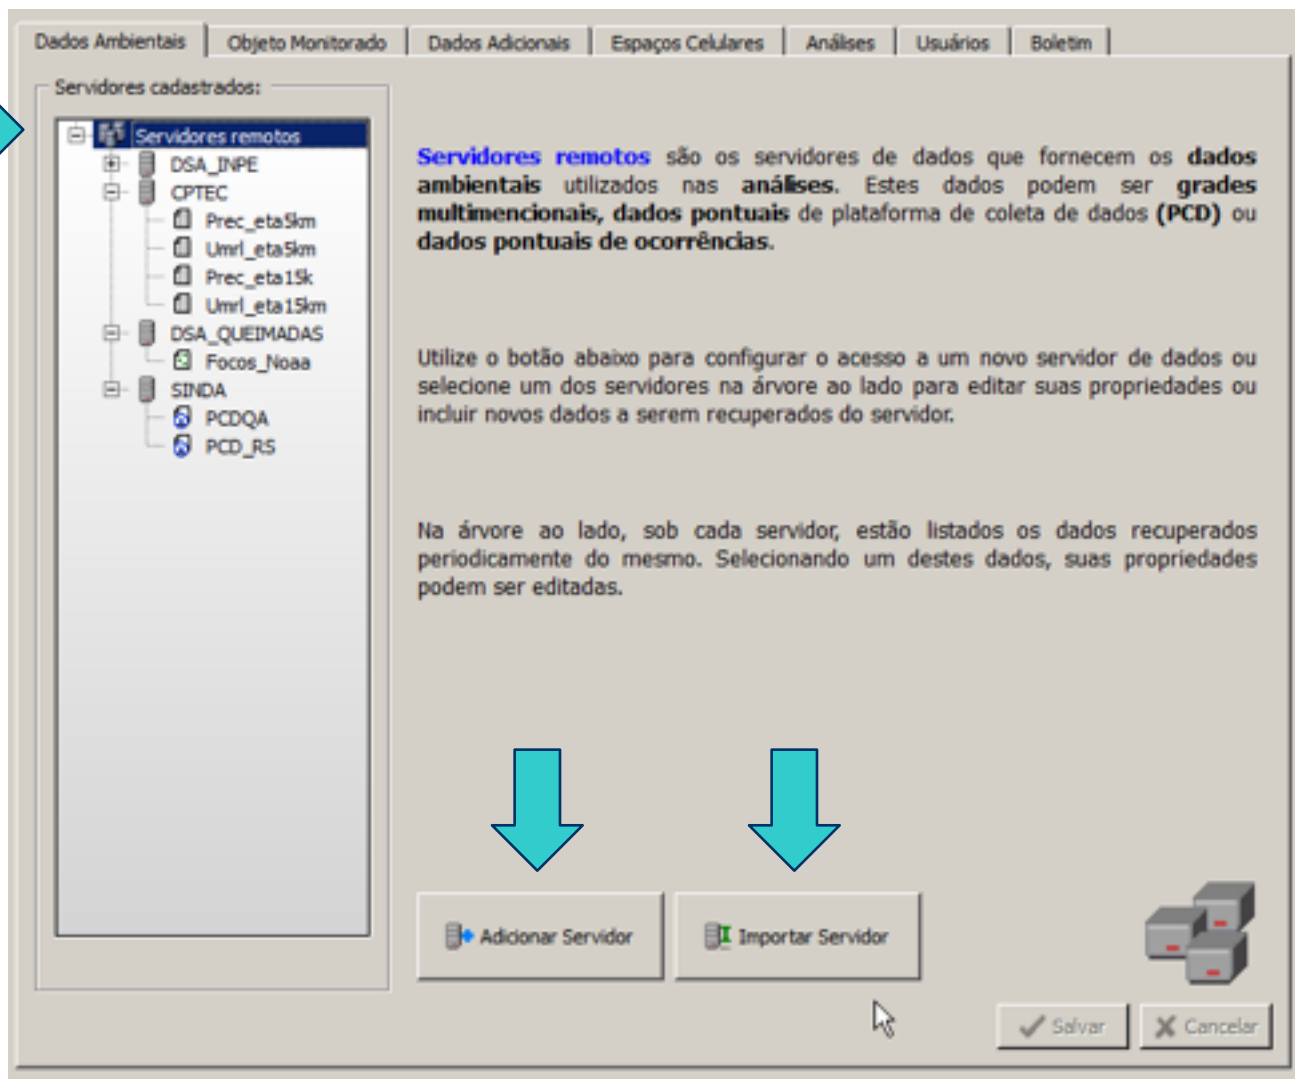 Dados Ambientais Objeto Monitorado Dados Adicionais Espaços Celulares Análises Usuários Boletim
Servidores cadastrados:
Servidores remotos
DSA_INPE
CPTEC
Prec_eta5km
Umrl_eta5km
Prec_eta15k
Umrl_eta15km
DSA_QUEIMADAS
Focos_Noaa
SINDA
PCDQA
PCD_RS
Servidores remotos são os servidores de dados que fornecem os dados
ambientais utilizados nas análises. Estes dados podem ser grades
multimencionais, dados pontuais de plataforma de coleta de dados (PCD) ou
dados pontuais de ocorrências.
Utilize o botão abaixo para configurar o acesso a um novo servidor de dados ou
selecione um dos servidores na árvore ao lado para editar suas propriedades ou
incluir novos dados a serem recuperados do servidor.
Na árvore ao lado, sob cada servidor, estão listados os dados recuperados
periodicamente do mesmo. Selecionando um destes dados, suas propriedades
podem ser editadas.
Adicionar Servidor Importar Servidor
Salvar Cancelar